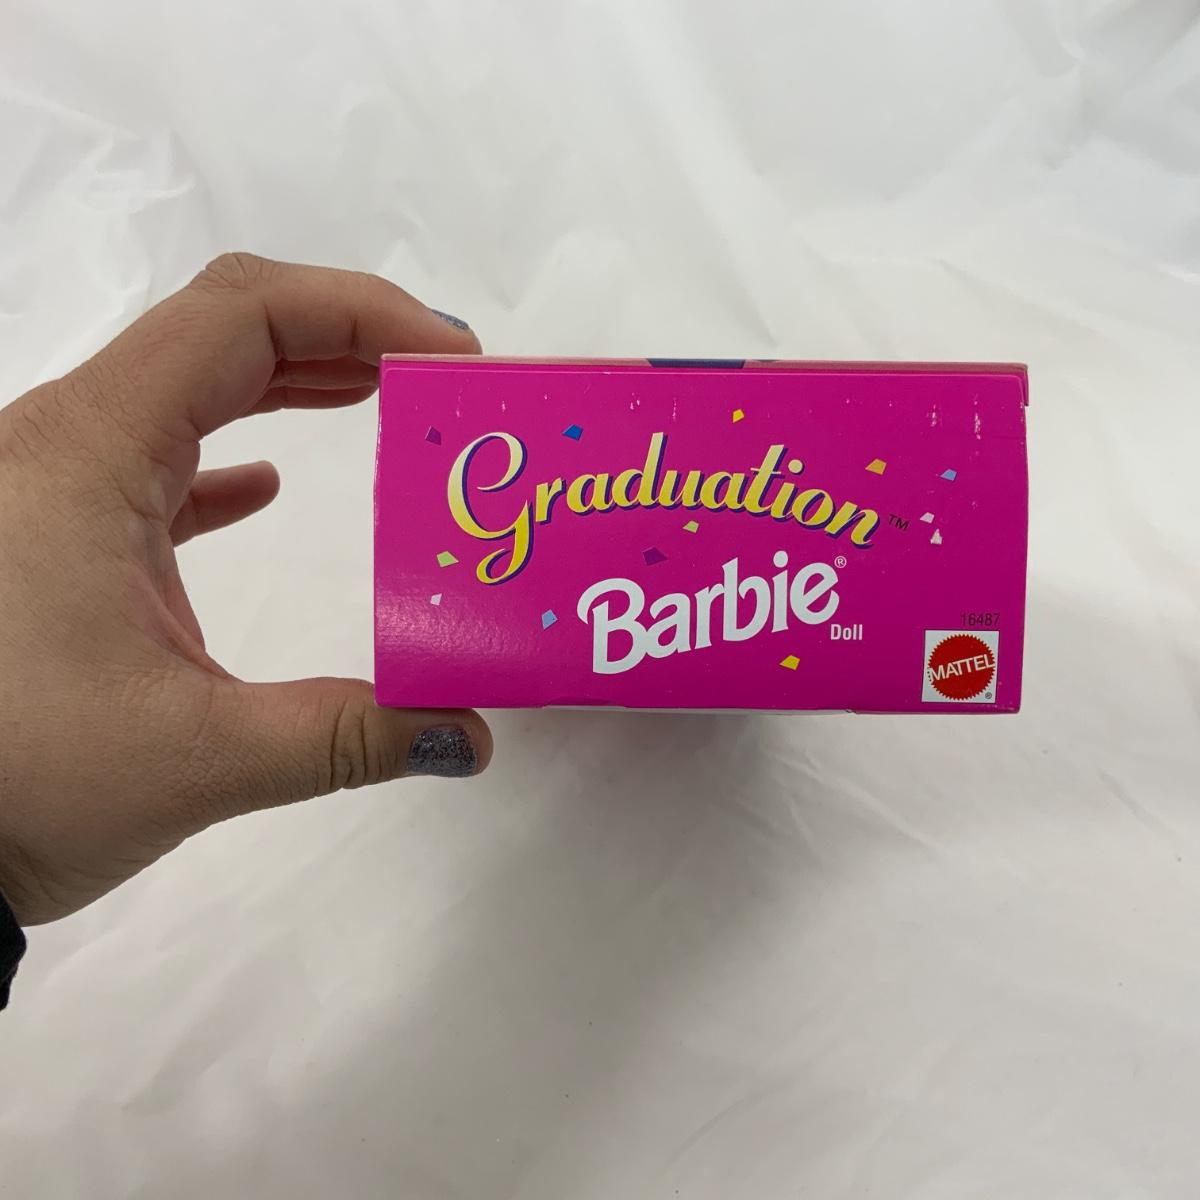 Graduation™
Barbie®
Doll
16487
MATTEL
®